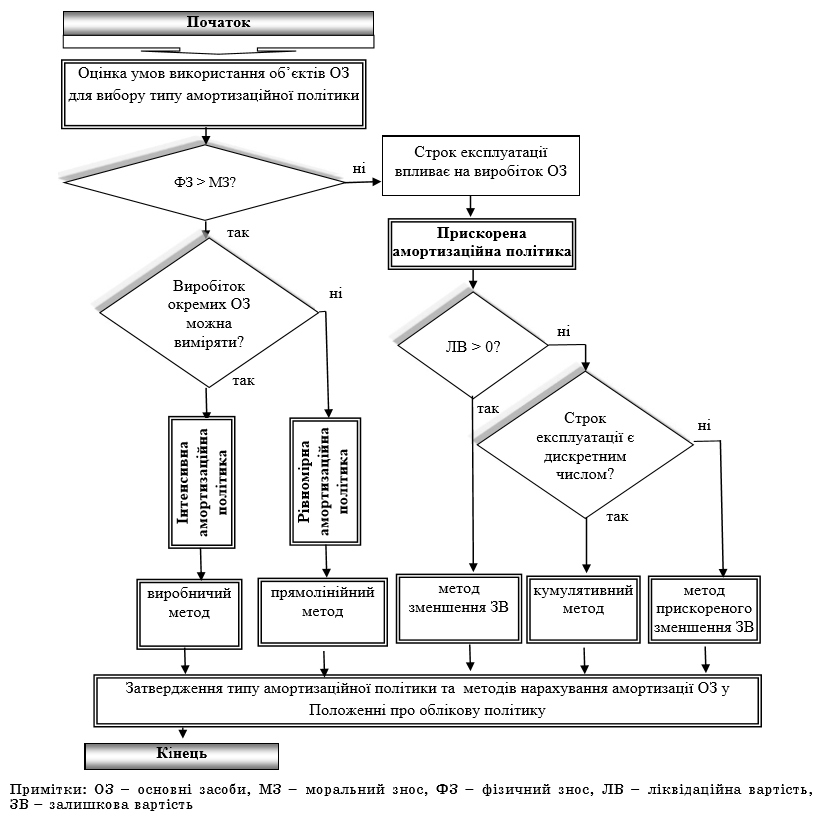 Початок
Оцінка умов використання об’єктів ОЗ
для вибору типу амортизаційної політики
ФЗ > МЗ?
ні
Строк експлуатації
впливає на виробіток ОЗ
так
Прискорена
амортизаційна політика
Виробіток
окремих ОЗ
можна
виміряти?
ні
так
ЛВ > 0?
ні
так
Строк
експлуатації є
дискретним
числом?
ні
так
Інтенсивна
амортизаційна
політика
Рівномірна
амортизаційна
політика
виробничий
метод
прямолінійний
метод
метод
зменшення ЗВ
кумулятивний
метод
метод
прискореного
зменшення ЗВ
Затвердження типу амортизаційної політики та методів нарахування амортизації ОЗ у
Положенні про облікову політику
Кінець
Примітки: ОЗ – основні засоби, МЗ – моральний знос, ФЗ – фізичний знос, ЛВ – ліквідаційна вартість,
ЗВ – залишкова вартість